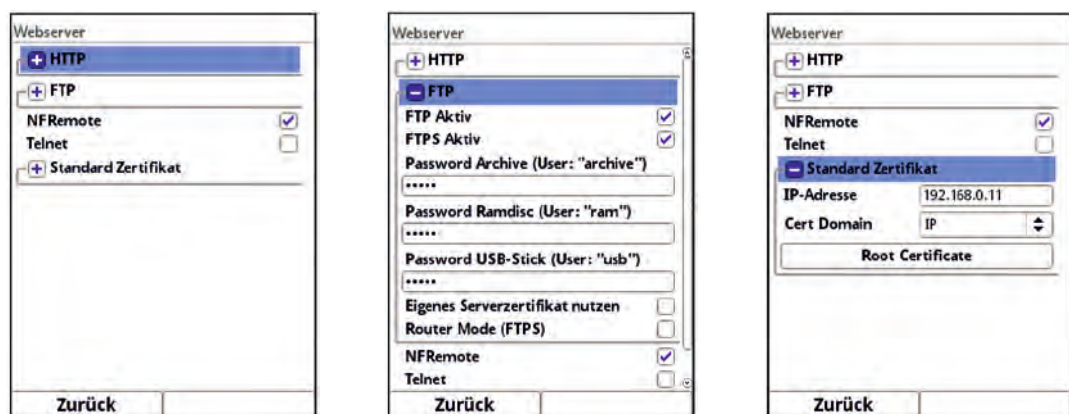 Webserver
HTTP
FTP
NFRemote
Telnet
Standard Zertifikat
Zurück
Webserver
HTTP
FTP
FTP Aktiv
FTPS Aktiv
Password Archive (User: "archive")
•••••
Password Ramdisc (User: "ram")
•••••
Password USB-Stick (User: "usb")
•••••
Eigenes Serverzertifikat nutzen
Router Mode (FTPS)
NFRemote
Telnet
Zurück
Webserver
HTTP
FTP
NFRemote
Telnet
Standard Zertifikat
IP-Adresse 192.168.0.11
Cert Domain IP
Root Certificate
Zurück